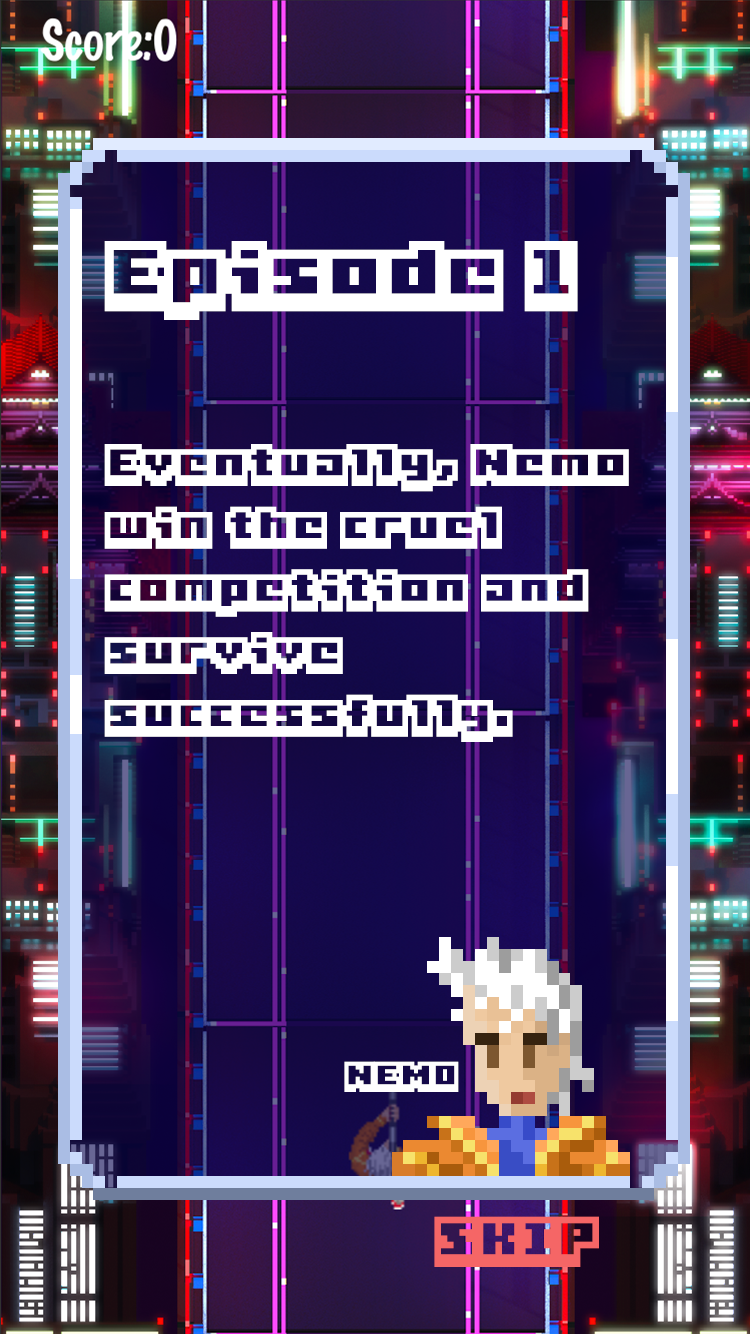 Score:0
Episode 1
Eventually, Nemo
win the cruel
competition and
survive
successfully.
NEMO
SKIP